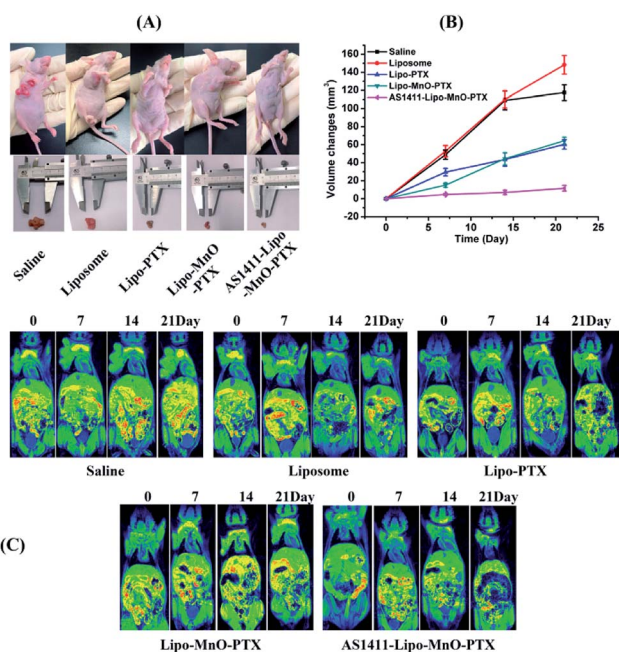 (A)
Saline
Liposome
Lipo-PTX
Lipo-MnO
-PTX
AS1411-Lipo
-MnO-PTX
(B)
Volume changes (mm³)
160
140
120
100
80
60
40
20
0
-20
Saline
Liposome
Lipo-PTX
Lipo-MnO-PTX
AS1411-Lipo-MnO-PTX
0 5 10 15 20 25
Time (Day)
0 7 14 21Day
Saline
0 7 14 21Day
Liposome
0 7 14 21Day
Lipo-PTX
(C)
0 7 14 21Day
Lipo-MnO-PTX
0 7 14 21Day
AS1411-Lipo-MnO-PTX